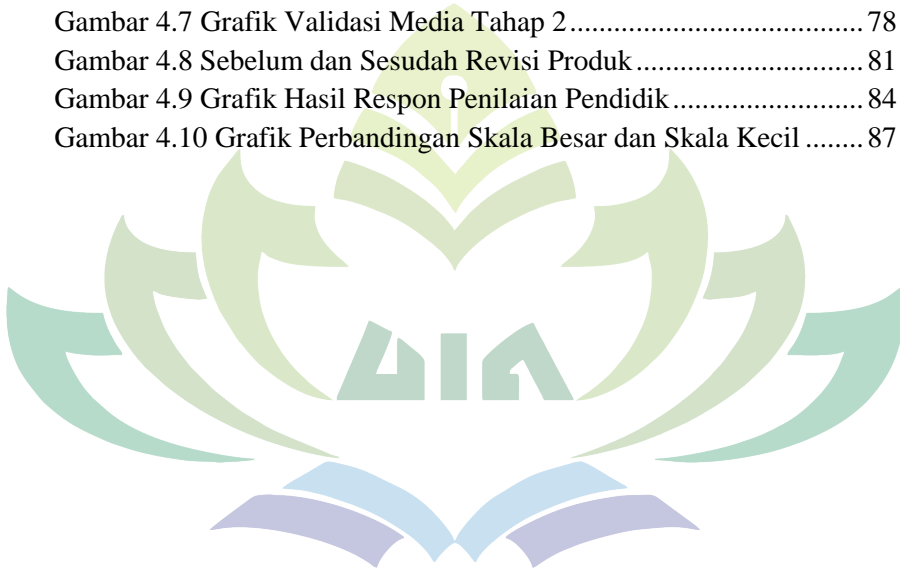 Gambar 4.7 Grafik Validasi Media Tahap 2................................. 78
Gambar 4.8 Sebelum dan Sesudah Revisi Produk ......................... 81
Gambar 4.9 Grafik Hasil Respon Penilaian Pendidik..................... 84
Gambar 4.10 Grafik Perbandingan Skala Besar dan Skala Kecil ........ 87
UIN